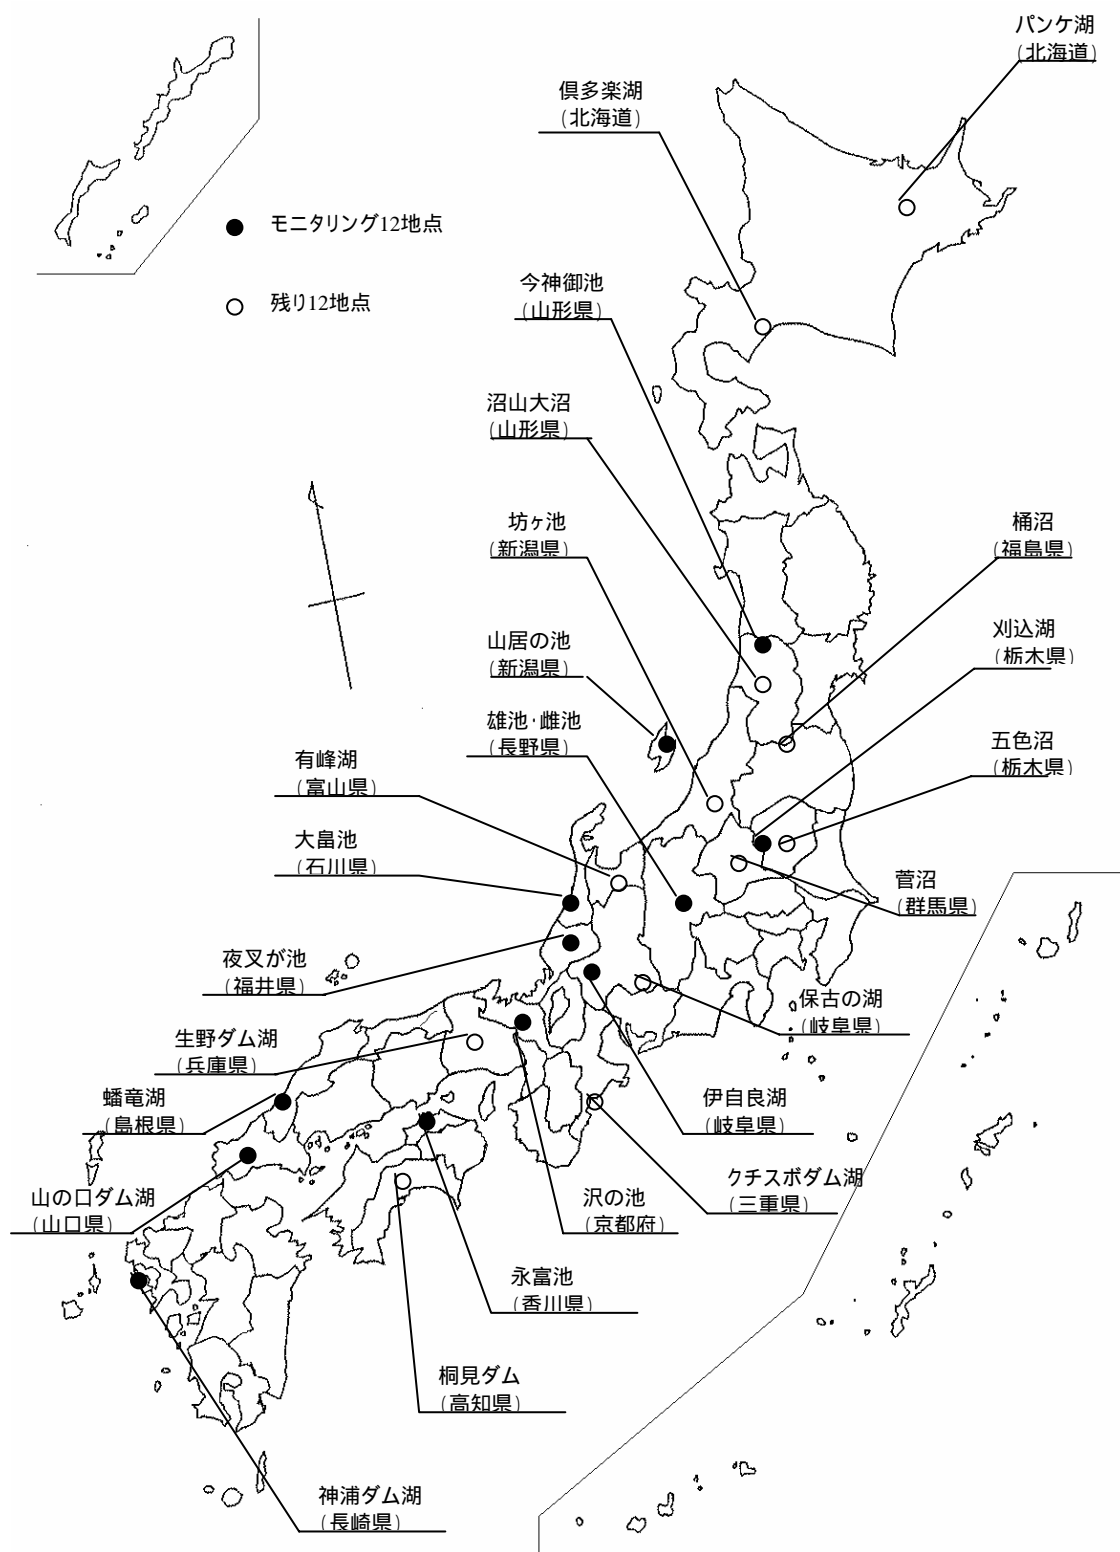 パンケ湖
(北海道)
倶多楽湖
(北海道)
モニタリング12地点
残り12地点
今神御池
(山形県)
沼山大沼
(山形県)
坊ヶ池
(新潟県)
桶沼
(福島県)
山居の池
(新潟県)
刈込湖
(栃木県)
雄池・雌池
(長野県)
五色沼
(栃木県)
有峰湖
(富山県)
大畠池
(石川県)
菅沼
(群馬県)
夜叉が池
(福井県)
保古の湖
(岐阜県)
生野ダム湖
(兵庫県)
蟠竜湖
(島根県)
伊自良湖
(岐阜県)
山の口ダム湖
(山口県)
沢の池
(京都府)
クチスボダム湖
(三重県)
永富池
(香川県)
桐見ダム
(高知県)
神浦ダム湖
(長崎県)